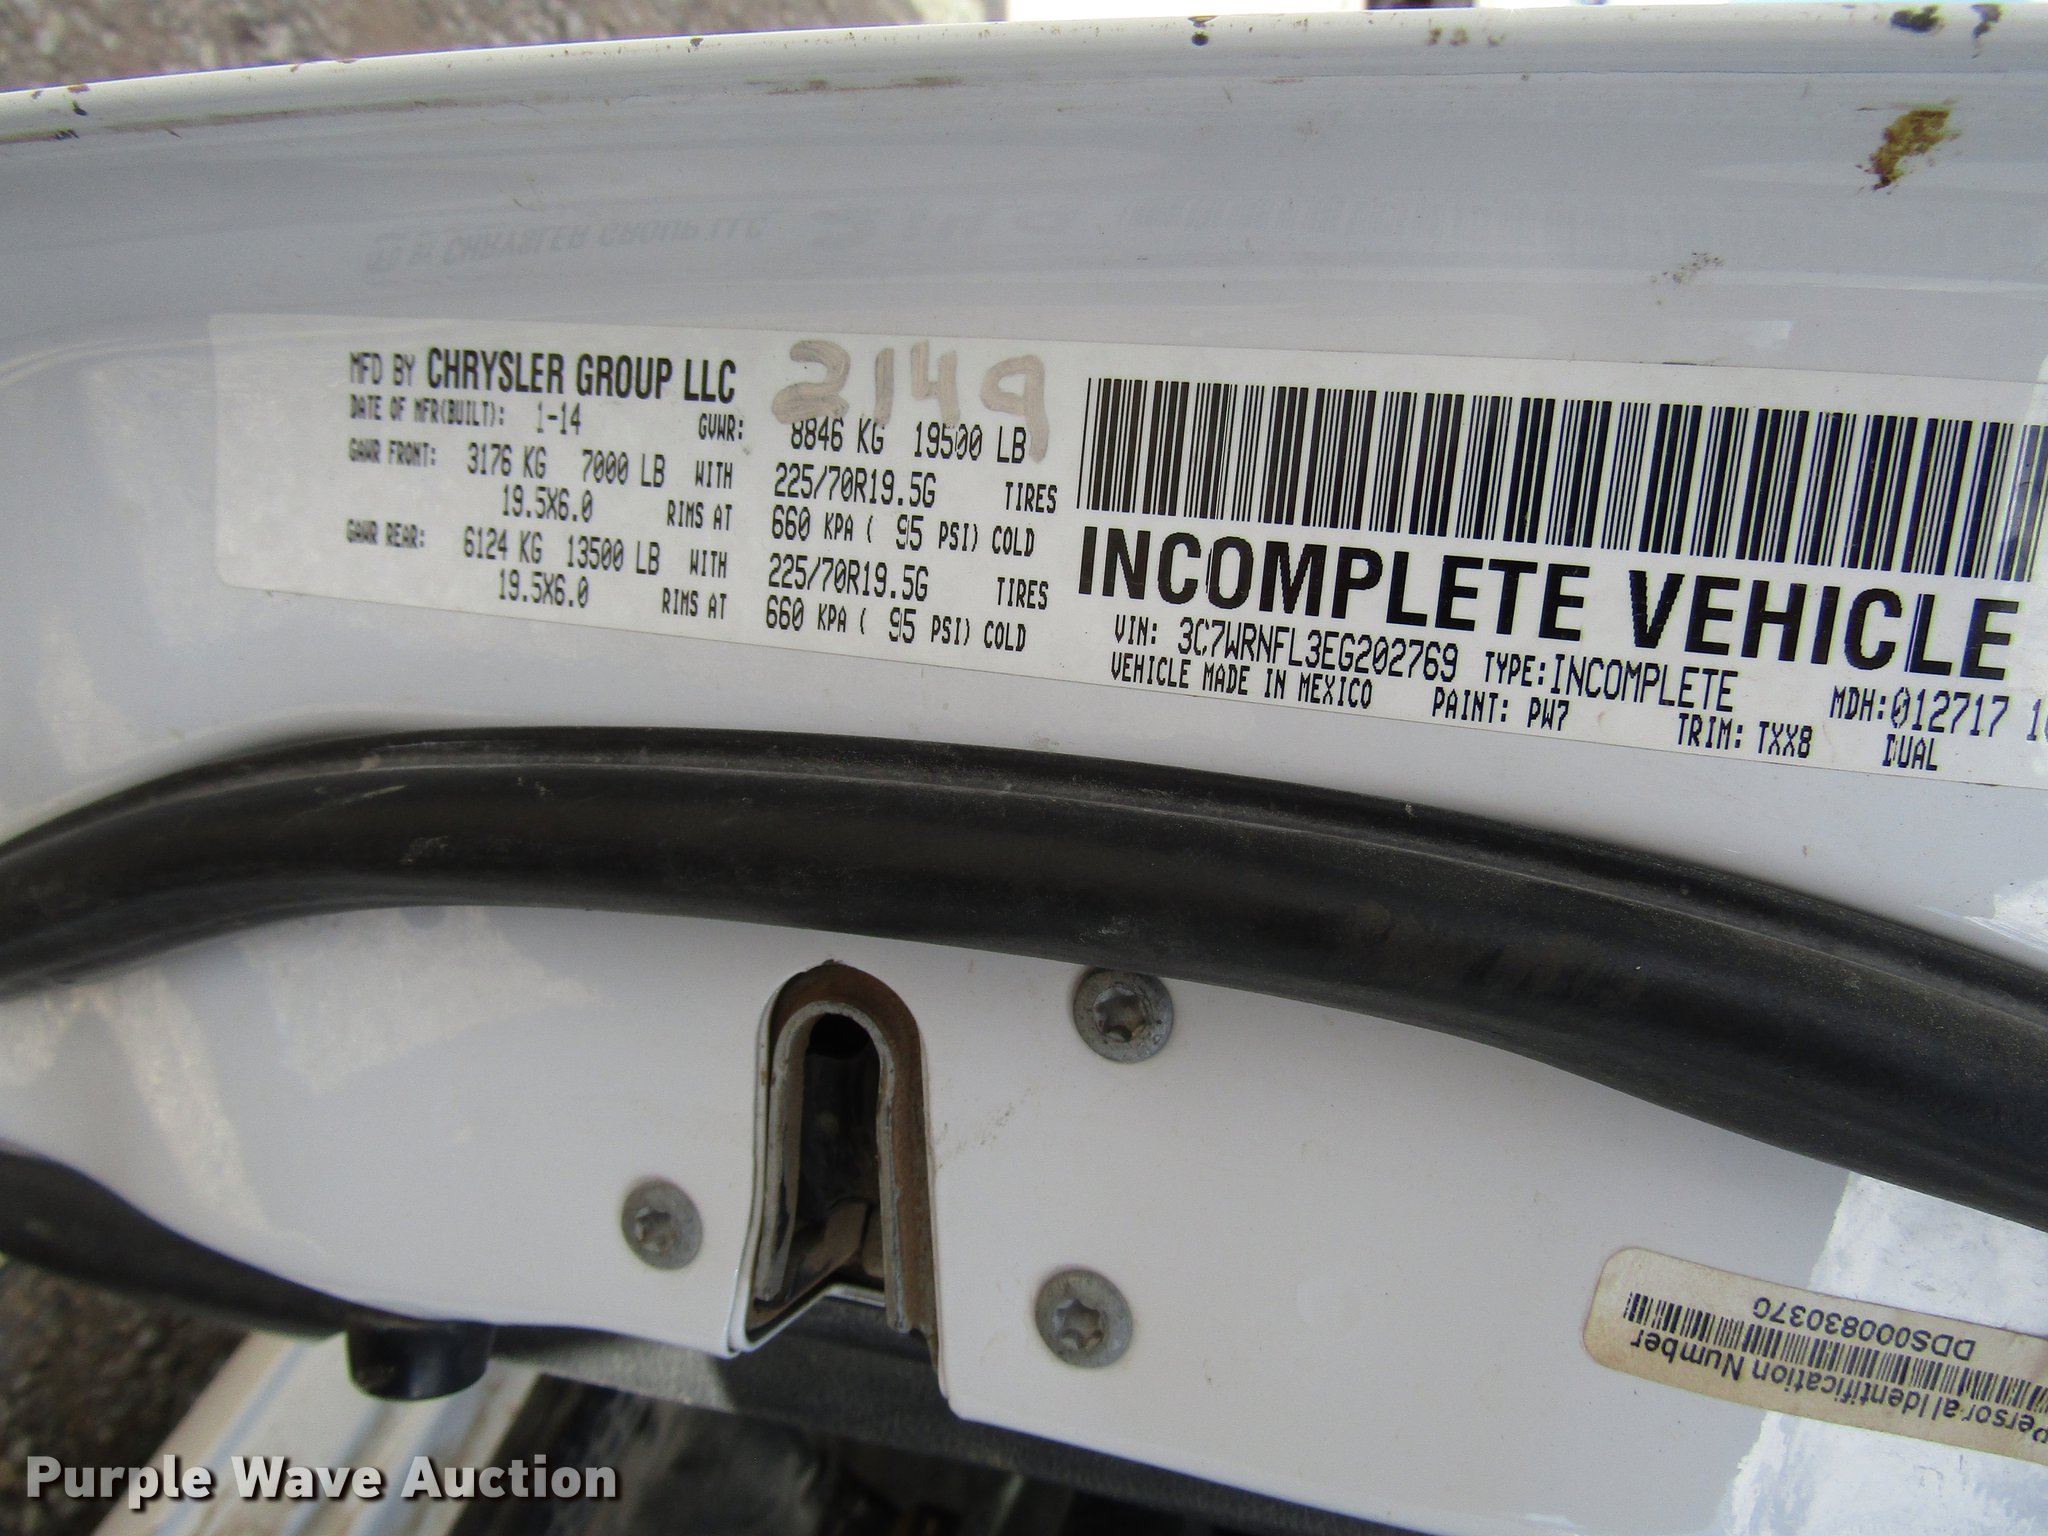 MFD BY CHRYSLER GROUP LLC 2149
DATE OF MFR(BUILT): 1-14 GVWR: 8846 KG 19500 LB
GAWR FRONT: 3176 KG 7000 LB WITH 225/70R19.5G TIRES
19.5X6.0 RIMS AT 660 KPA ( 95 PSI) COLD
GAWR REAR: 6124 KG 13500 LB WITH 225/70R19.5G TIRES
19.5X6.0 RIMS AT 660 KPA ( 95 PSI) COLD
INCOMPLETE VEHICLE
VIN: 3C7WRNFL3EG202769 TYPE: INCOMPLETE MDH: 012717
VEHICLE MADE IN MEXICO PAINT: PW7 TRIM: TXX8 DUAL
Personal Identification Number
DDS00083037C
Purple Wave Auction